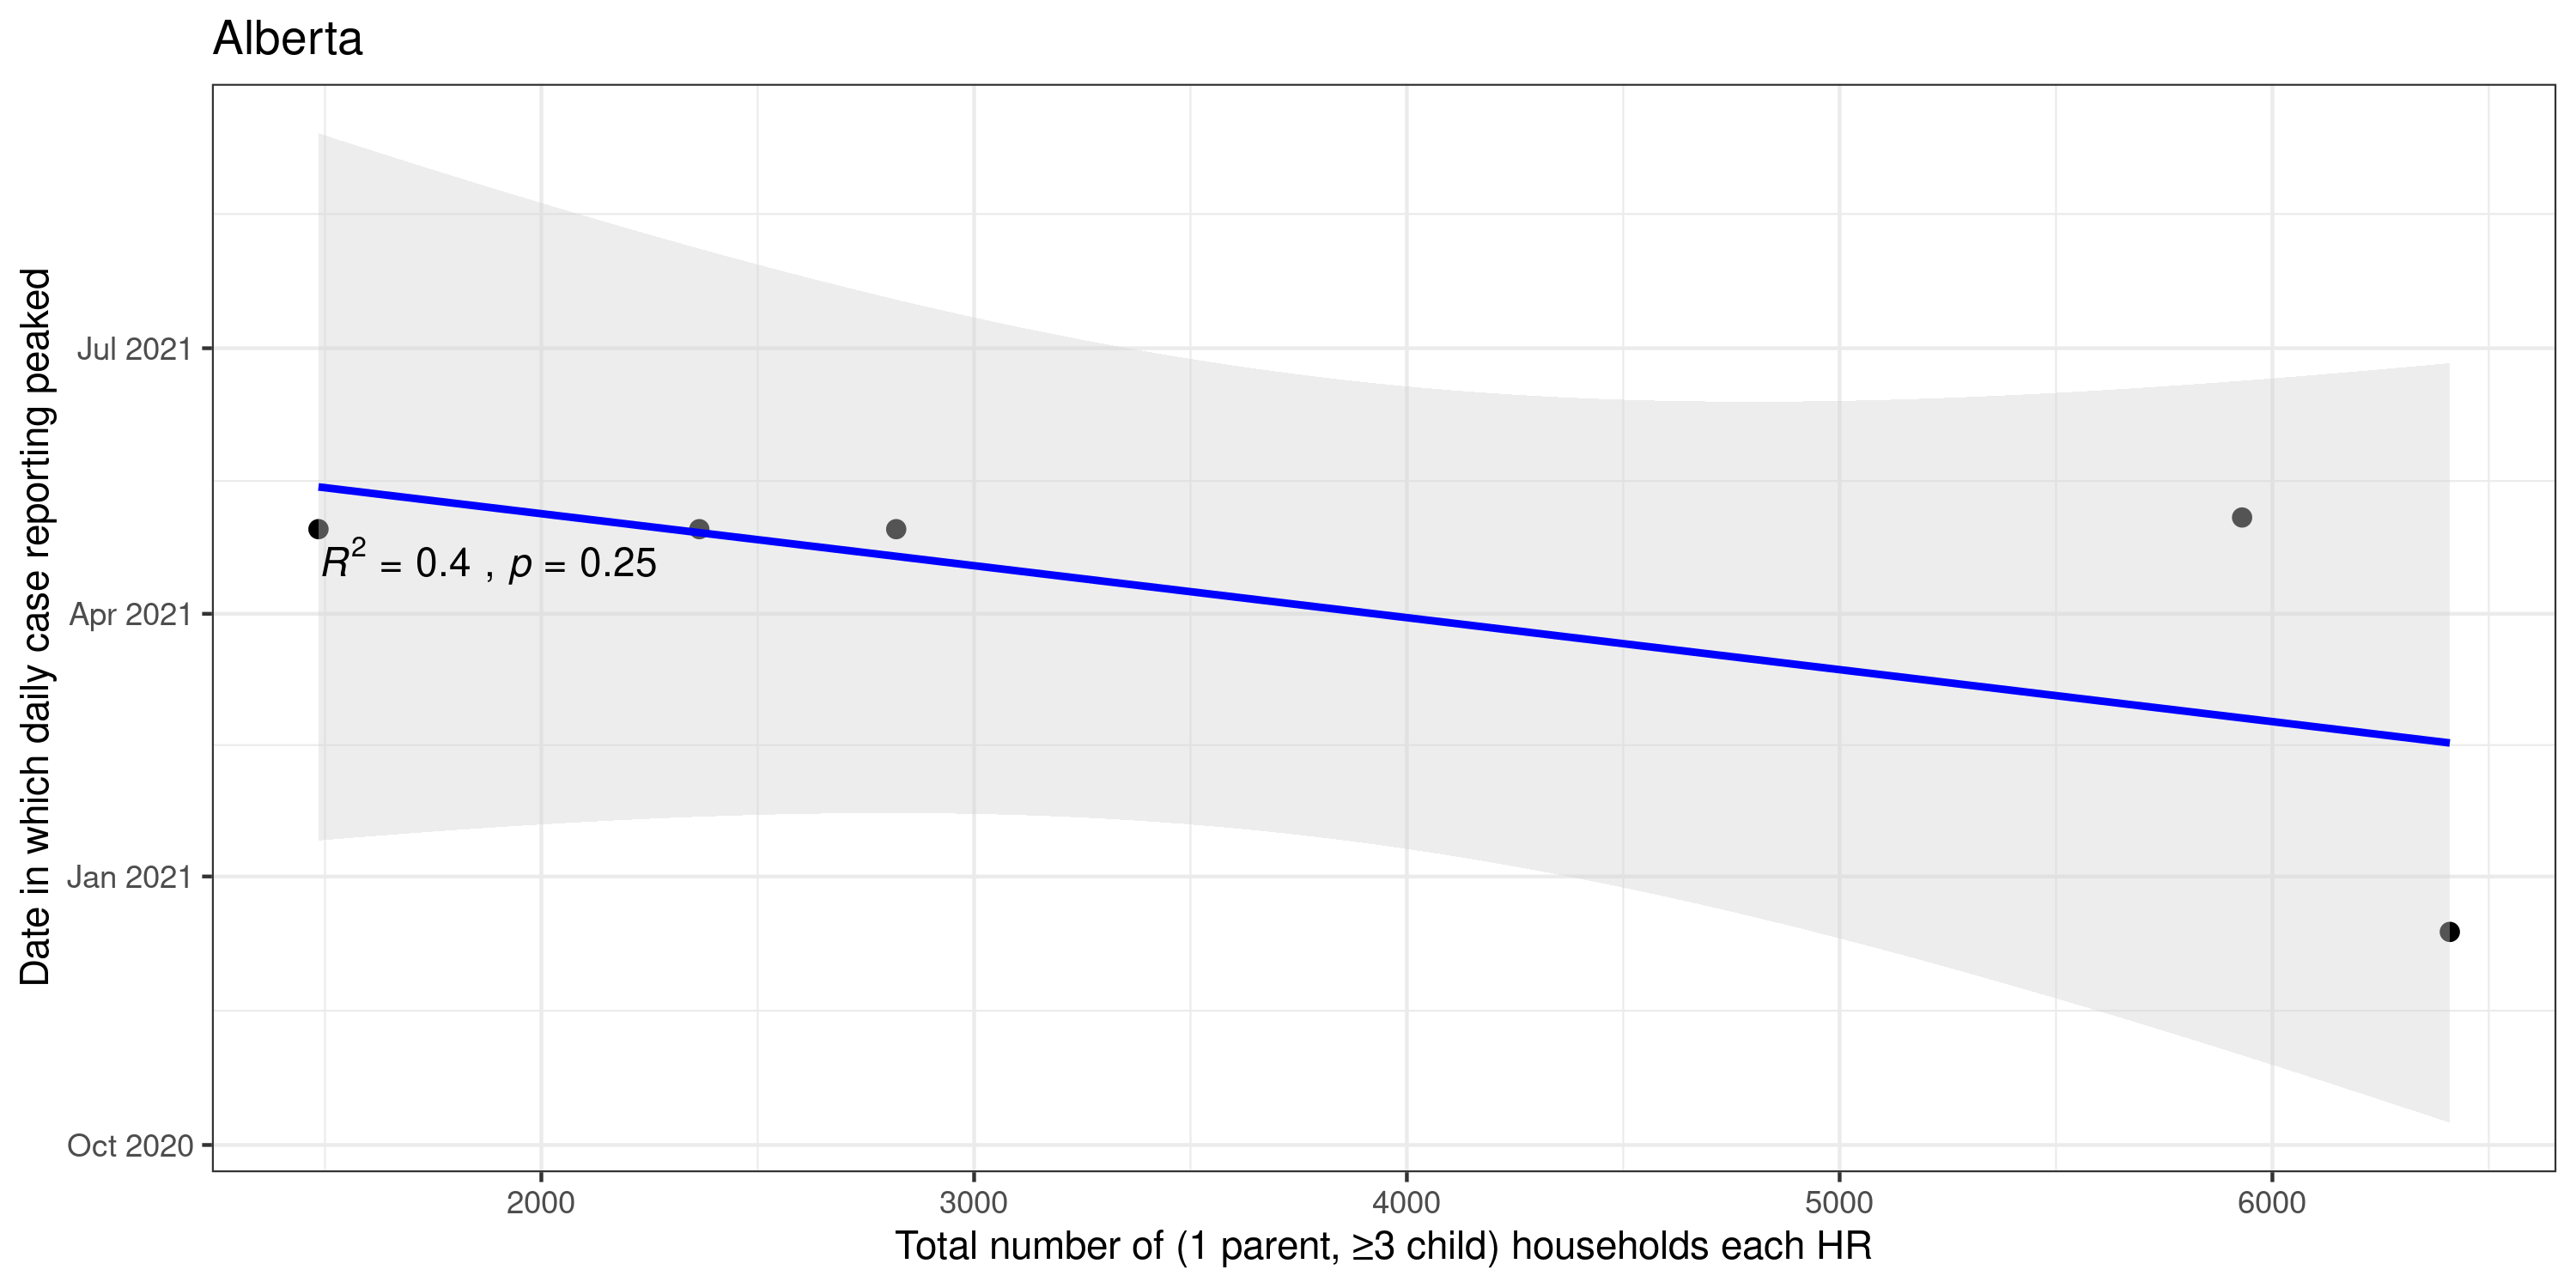 Alberta
Date in which daily case reporting peaked
Jul 2021
Apr 2021
Jan 2021
Oct 2020
R² = 0.4 , p = 0.25
2000 3000 4000 5000 6000
Total number of (1 parent, ≥3 child) households each HR